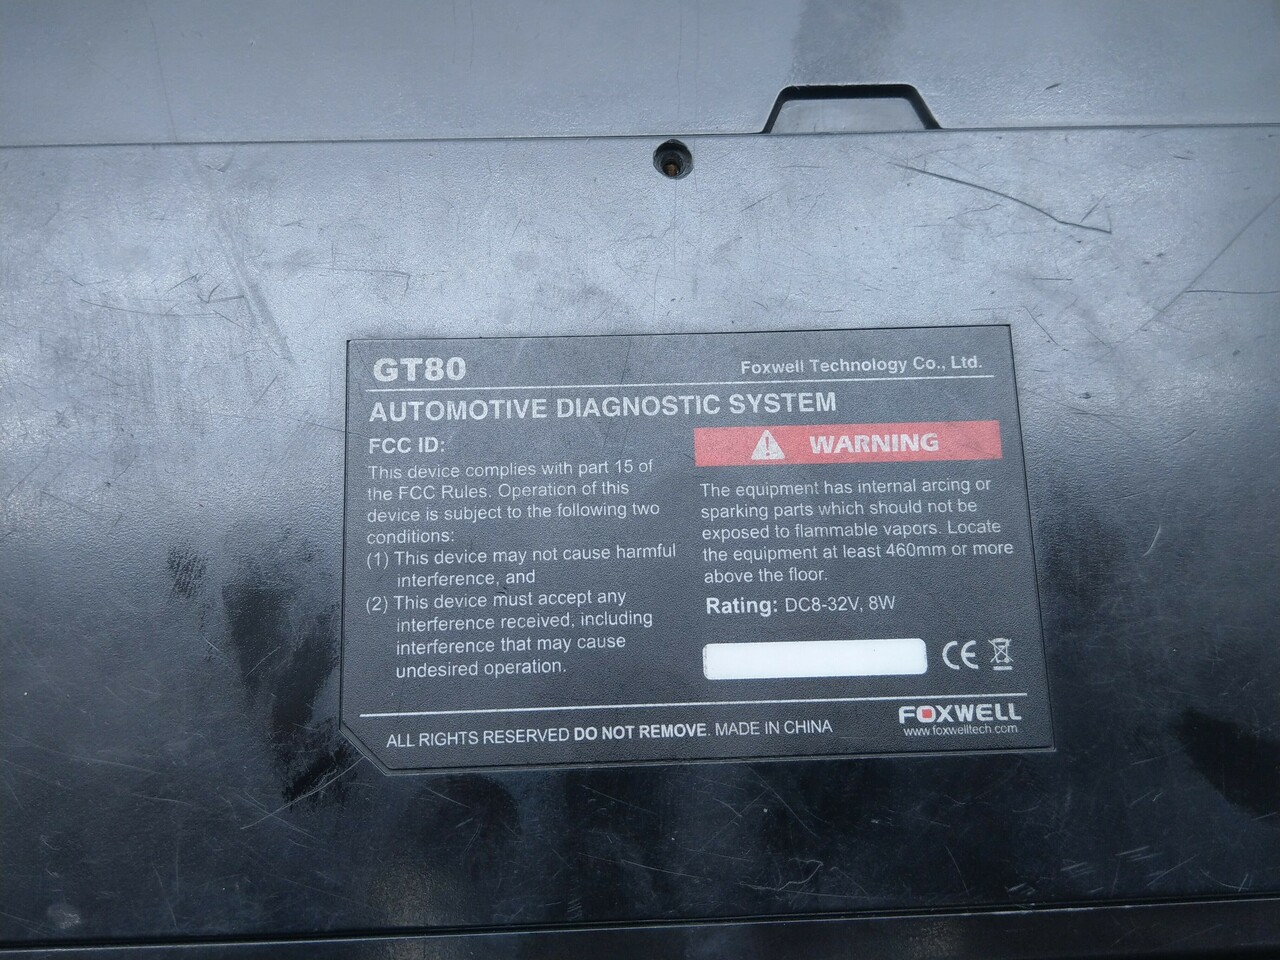 GT80
Foxwell Technology Co., Ltd.
AUTOMOTIVE DIAGNOSTIC SYSTEM
FCC ID:
This device complies with part 15 of
the FCC Rules. Operation of this
device is subject to the following two
conditions:
(1) This device may not cause harmful
interference, and
(2) This device must accept any
interference received, including
interference that may cause
undesired operation.
WARNING
The equipment has internal arcing or
sparking parts which should not be
exposed to flammable vapors. Locate
the equipment at least 460mm or more
above the floor.
Rating: DC8-32V, 8W
CE
ALL RIGHTS RESERVED DO NOT REMOVE. MADE IN CHINA
FOXWELL
www.foxwelltech.com